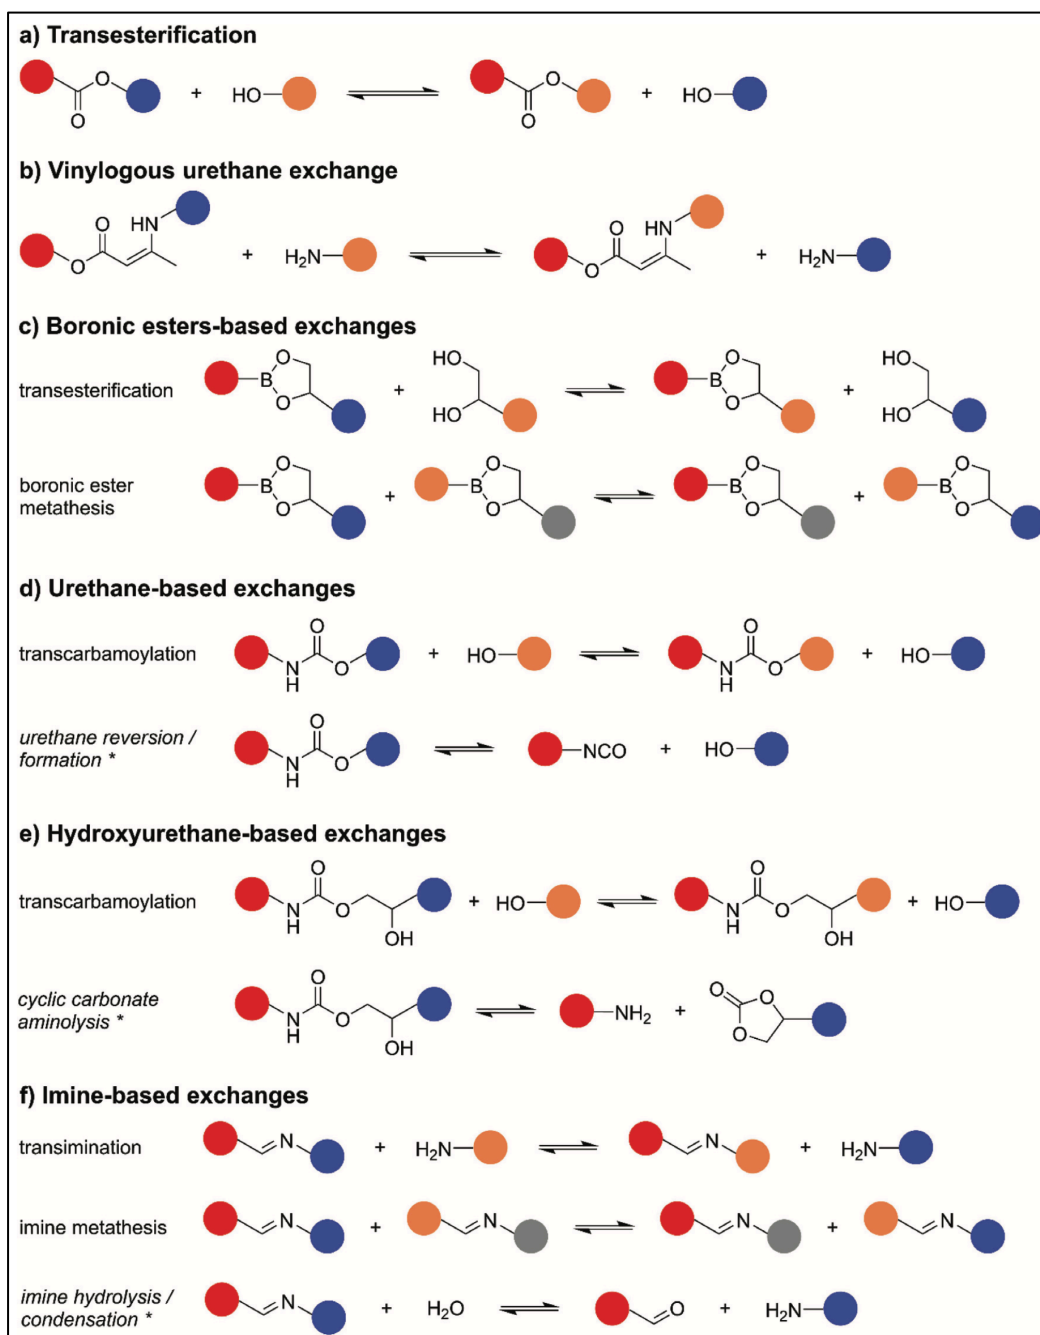 a) Transesterification
O
O
+
HO
O
O
+
HO
b) Vinylogous urethane exchange
O
HN
O
+
H₂N
O
HN
O
+
H₂N
c) Boronic esters-based exchanges
transesterification
B
O
O
+
HO
HO
B
O
O
+
HO
HO
boronic ester
metathesis
B
O
O
+
B
O
O
B
O
O
+
B
O
O
d) Urethane-based exchanges
transcarbamoylation
O
N
H
O
+
HO
O
N
H
O
+
HO
urethane reversion /
formation *
O
N
H
O
NCO
+
HO
e) Hydroxyurethane-based exchanges
transcarbamoylation
O
N
H
O
OH
+
HO
O
N
H
O
OH
+
HO
cyclic carbonate
aminolysis *
O
N
H
O
OH
NH₂
+
O
O
O
f) Imine-based exchanges
transimination
N
+
H₂N
N
+
H₂N
imine metathesis
N
+
N
N
+
N
imine hydrolysis /
condensation *
N
+
H₂O
O
+
H₂N